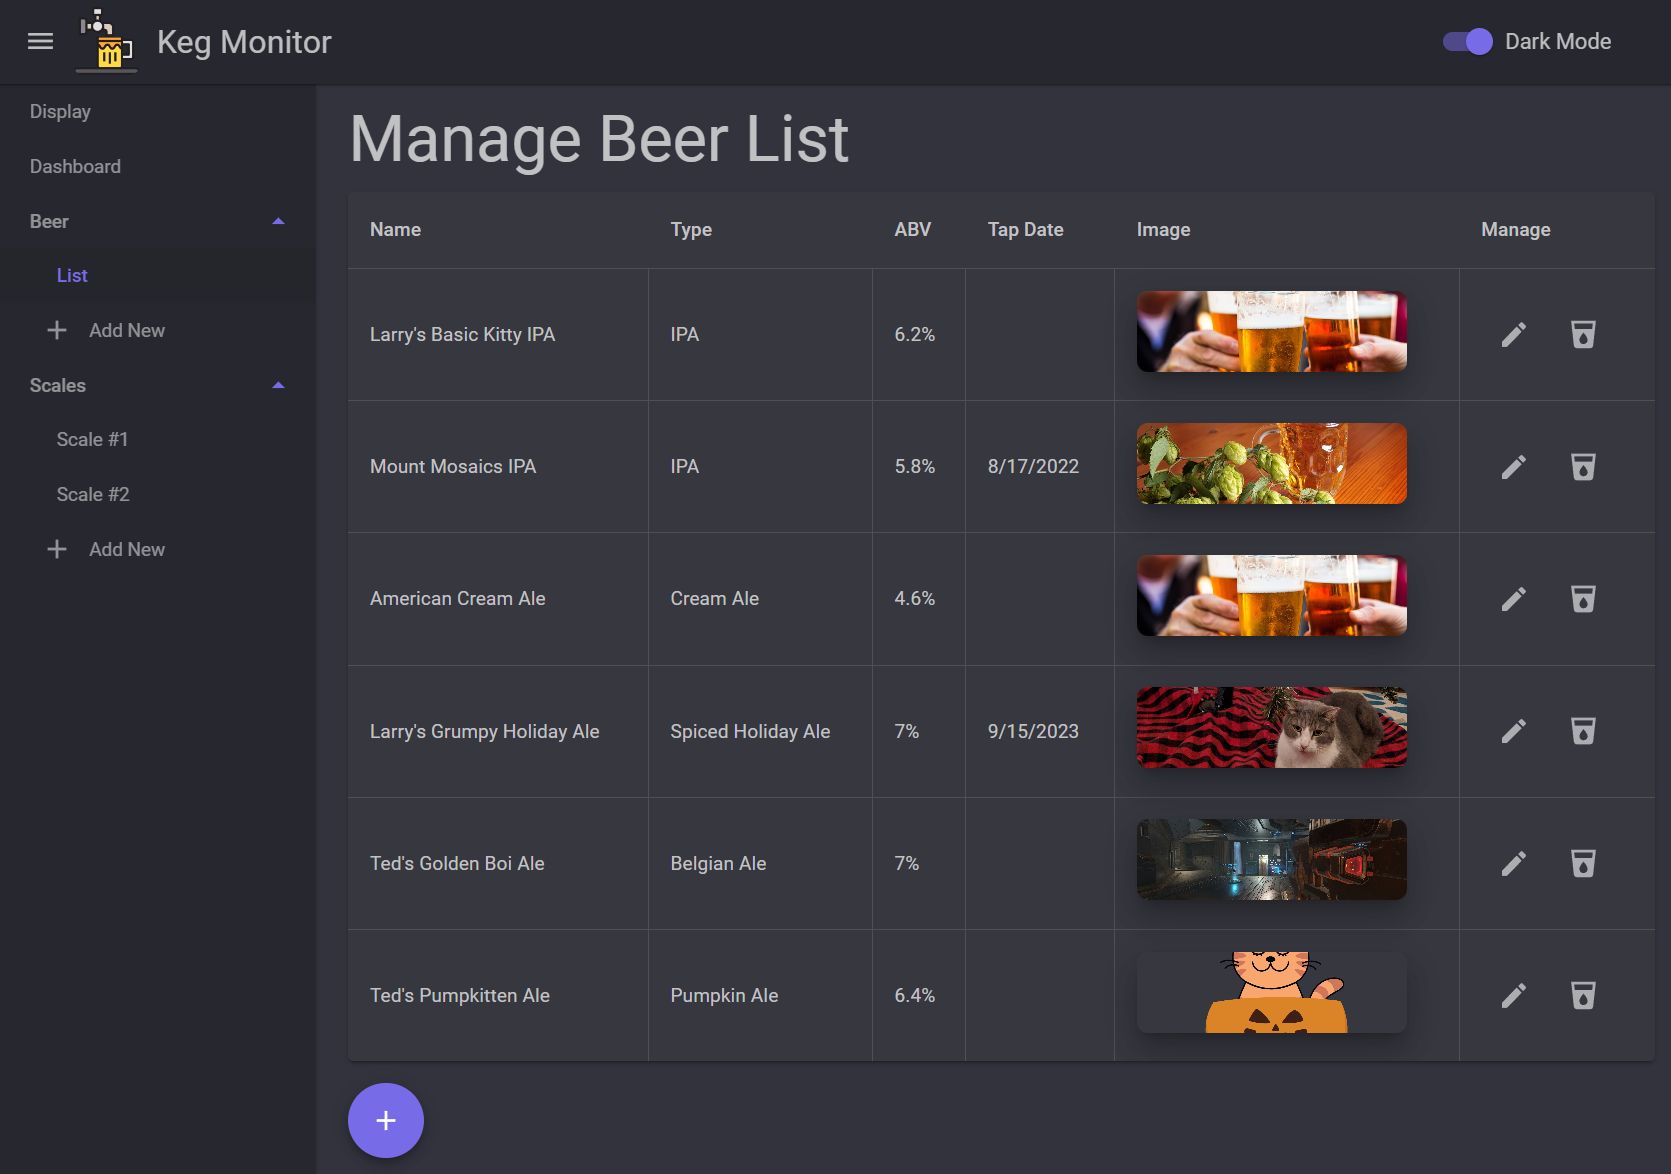 Keg Monitor
Dark Mode
Display
Dashboard
Beer
List
Add New
Scales
Scale #1
Scale #2
Add New
Manage Beer List
Name Type ABV Tap Date Image Manage
Larry's Basic Kitty IPA IPA 6.2%
Mount Mosaics IPA IPA 5.8% 8/17/2022
American Cream Ale Cream Ale 4.6%
Larry's Grumpy Holiday Ale Spiced Holiday Ale 7% 9/15/2023
Ted's Golden Boi Ale Belgian Ale 7%
Ted's Pumpkitten Ale Pumpkin Ale 6.4%